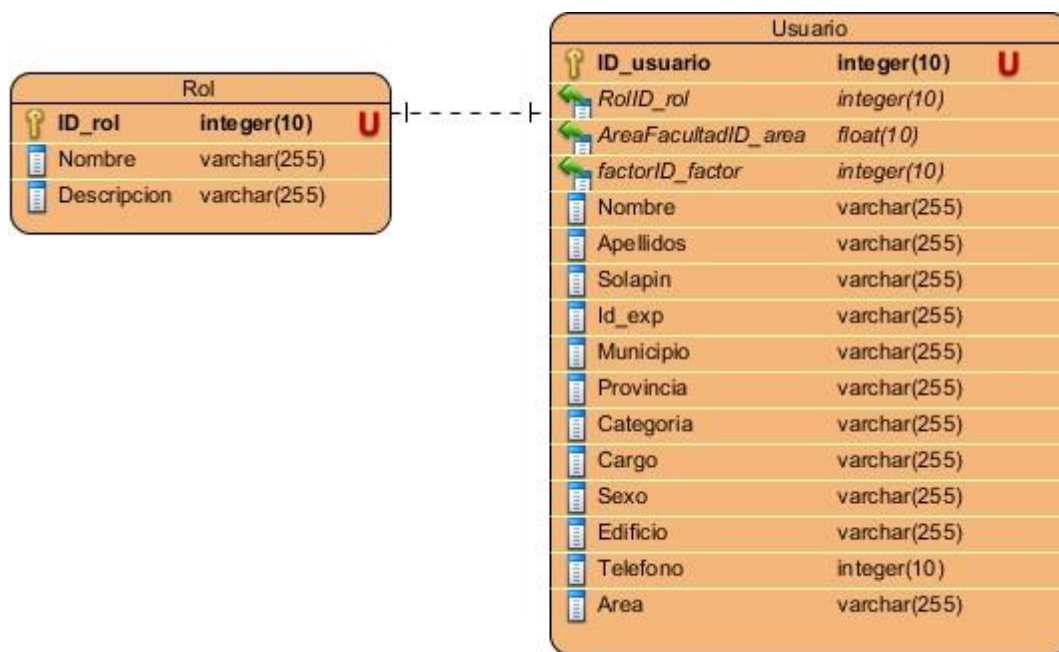 Rol
ID_rol integer(10) U
Nombre varchar(255)
Descripcion varchar(255)
Usuario
ID_usuario integer(10) U
RolID_rol integer(10)
AreaFacultadID_area float(10)
factorID_factor integer(10)
Nombre varchar(255)
Apellidos varchar(255)
Solapin varchar(255)
Id_exp varchar(255)
Municipio varchar(255)
Provincia varchar(255)
Categoria varchar(255)
Cargo varchar(255)
Sexo varchar(255)
Edificio varchar(255)
Telefono integer(10)
Area varchar(255)